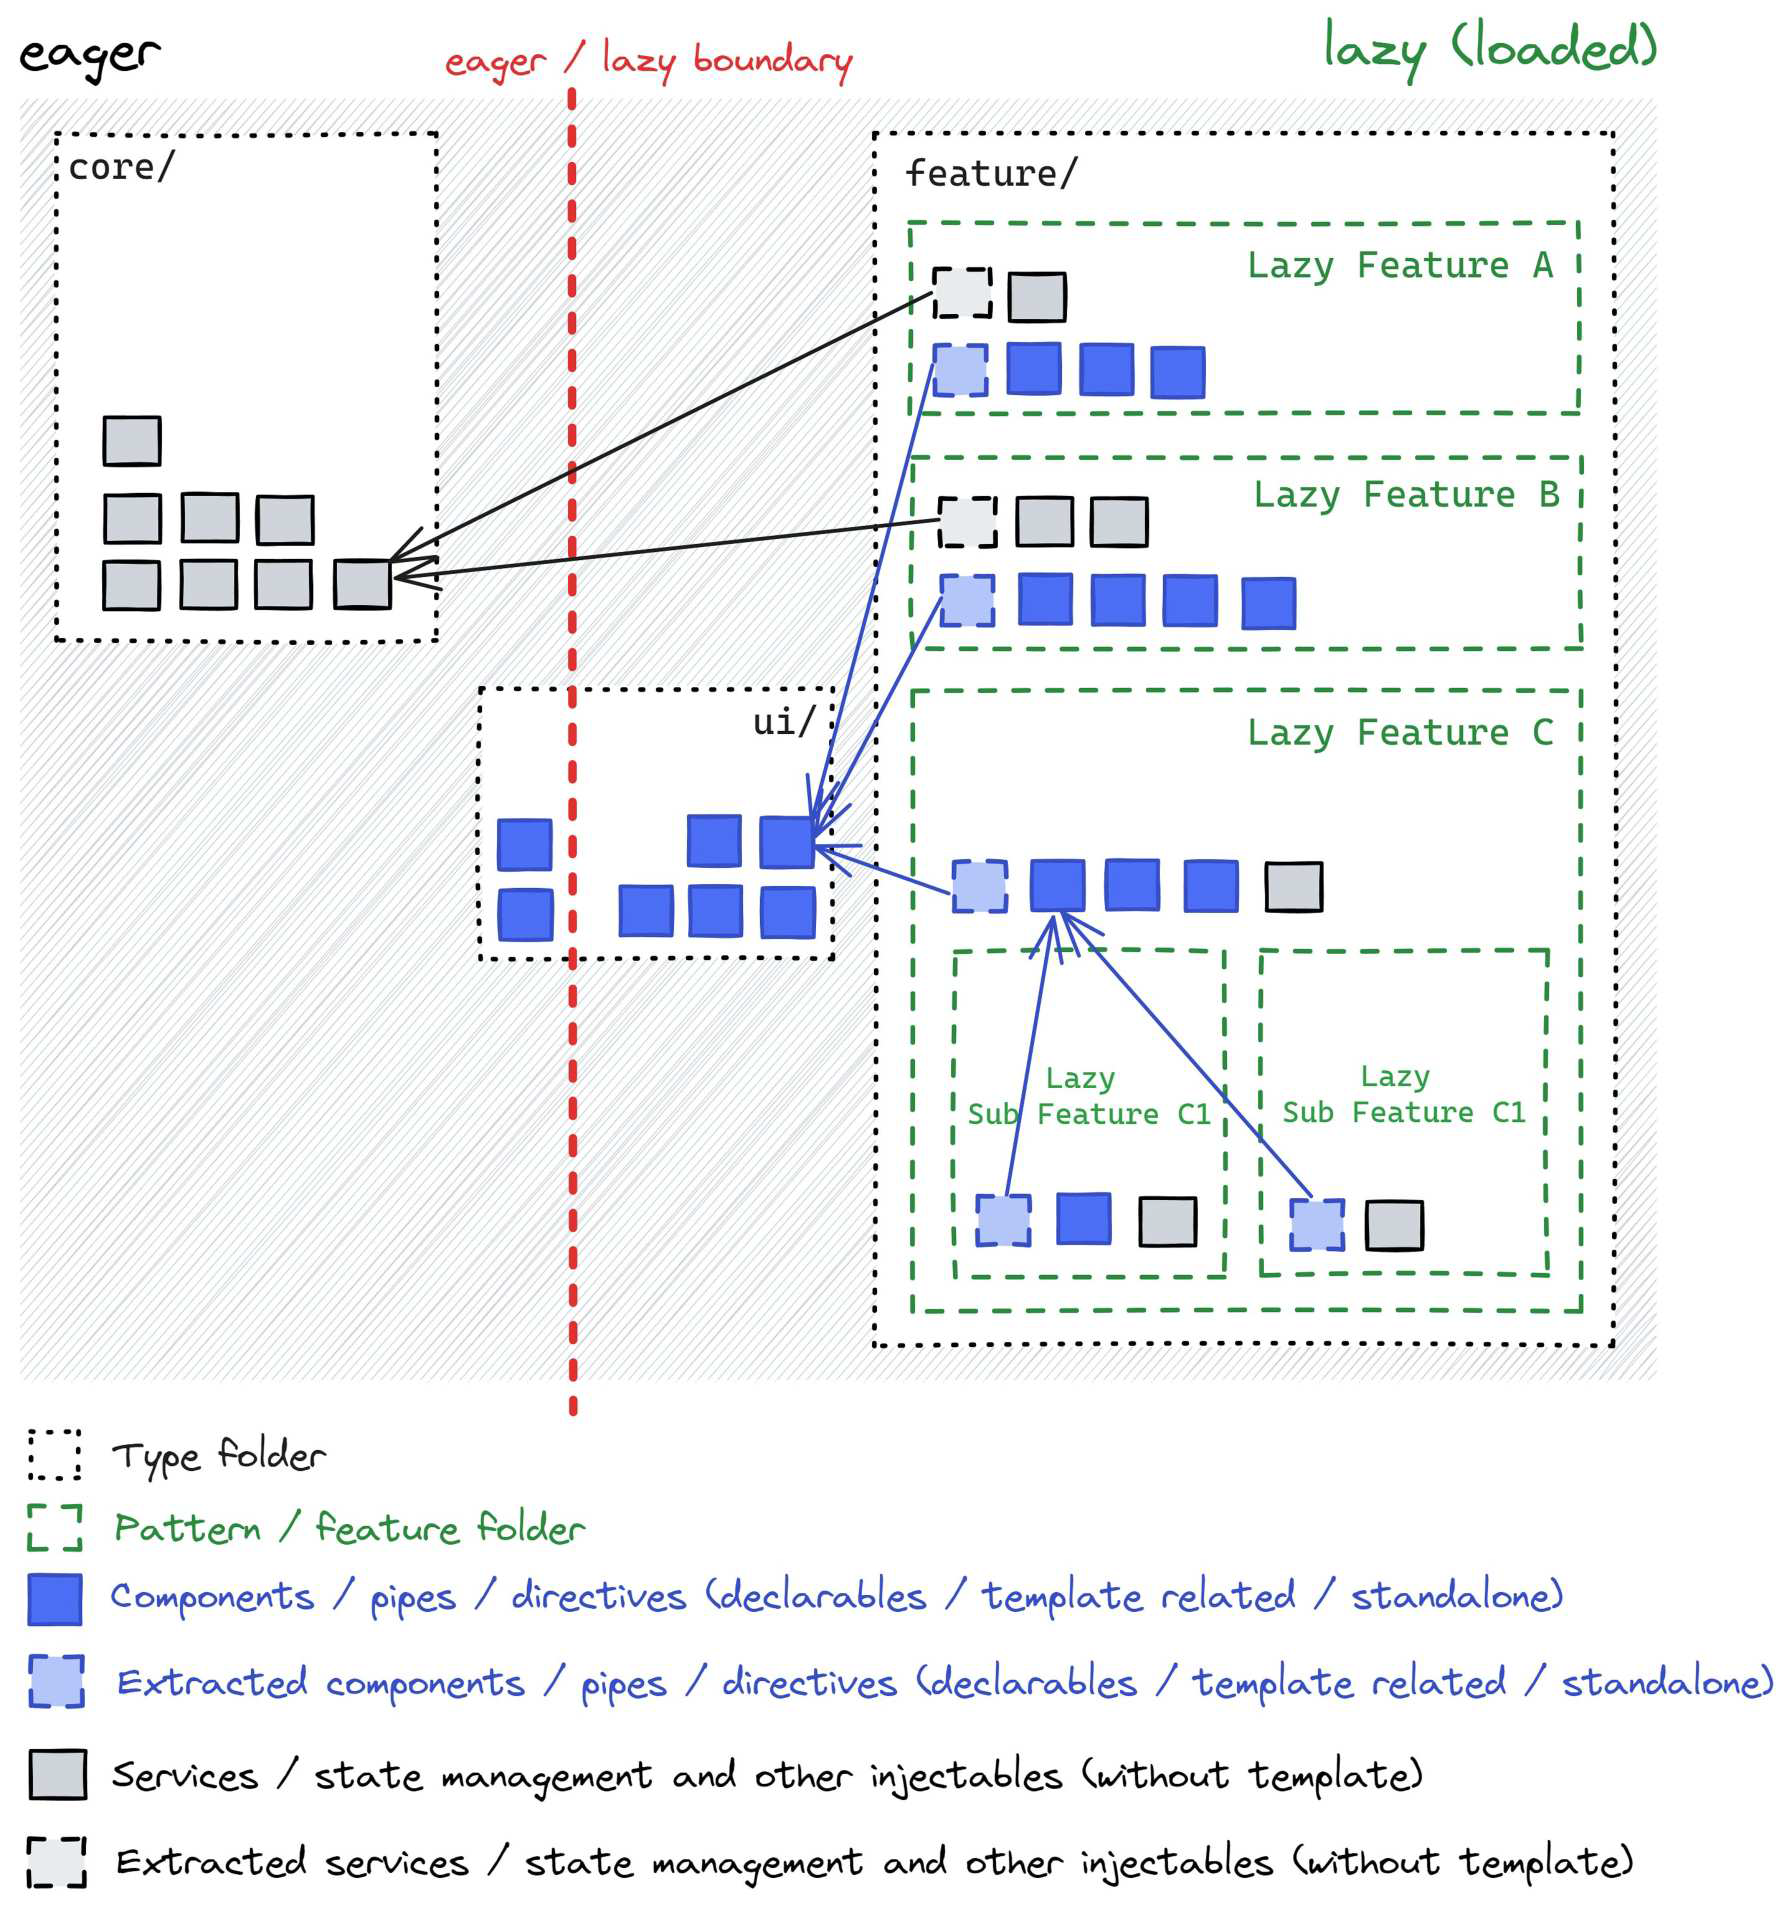 eager
eager / lazy boundary
lazy (loaded)
core/
feature/
Lazy Feature A
Lazy Feature B
ui/
Lazy Feature C
Lazy
Sub Feature C1
Lazy
Sub Feature C1
Type folder
Pattern / feature folder
Components / pipes / directives (declarables / template related / standalone)
Extracted components / pipes / directives (declarables / template related / standalone)
Services / state management and other injectables (without template)
Extracted services / state management and other injectables (without template)